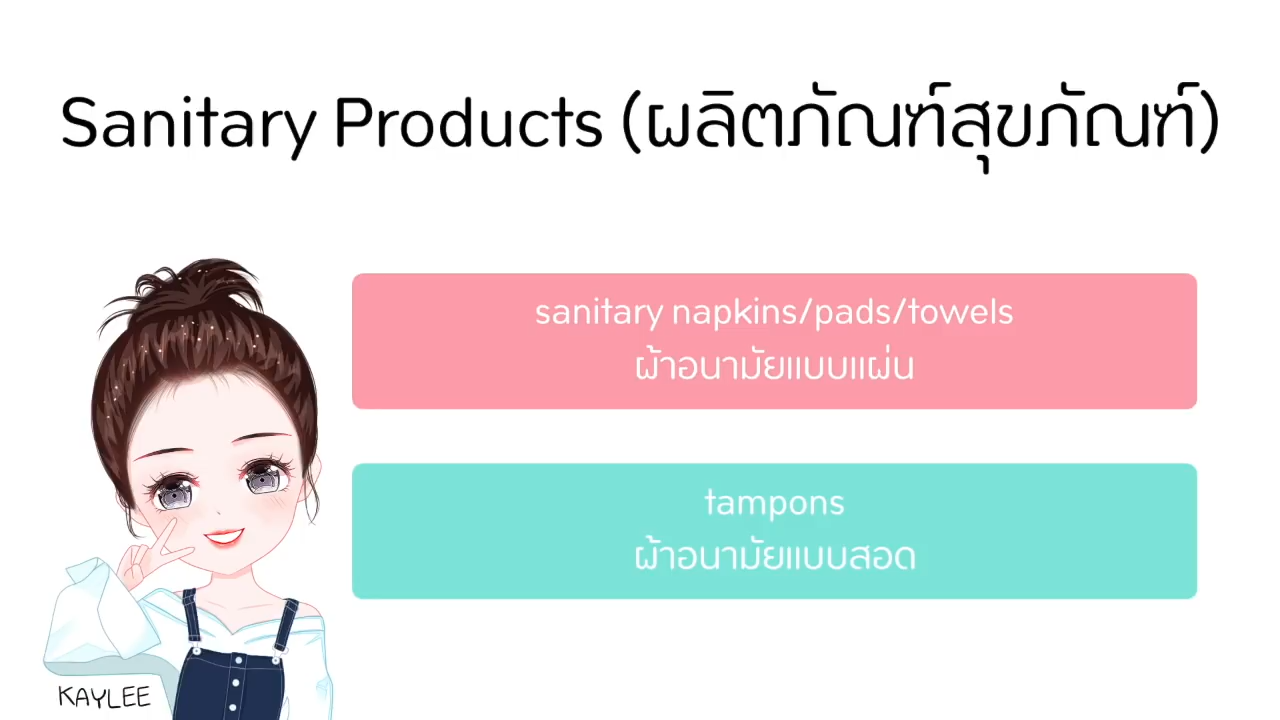 Sanitary Products (ผลิตภัณฑ์สุขภัณฑ์)
sanitary napkins/pads/towels
ผ้าอนามัยแบบแผ่น
tampons
ผ้าอนามัยแบบสอด
KAYLEE